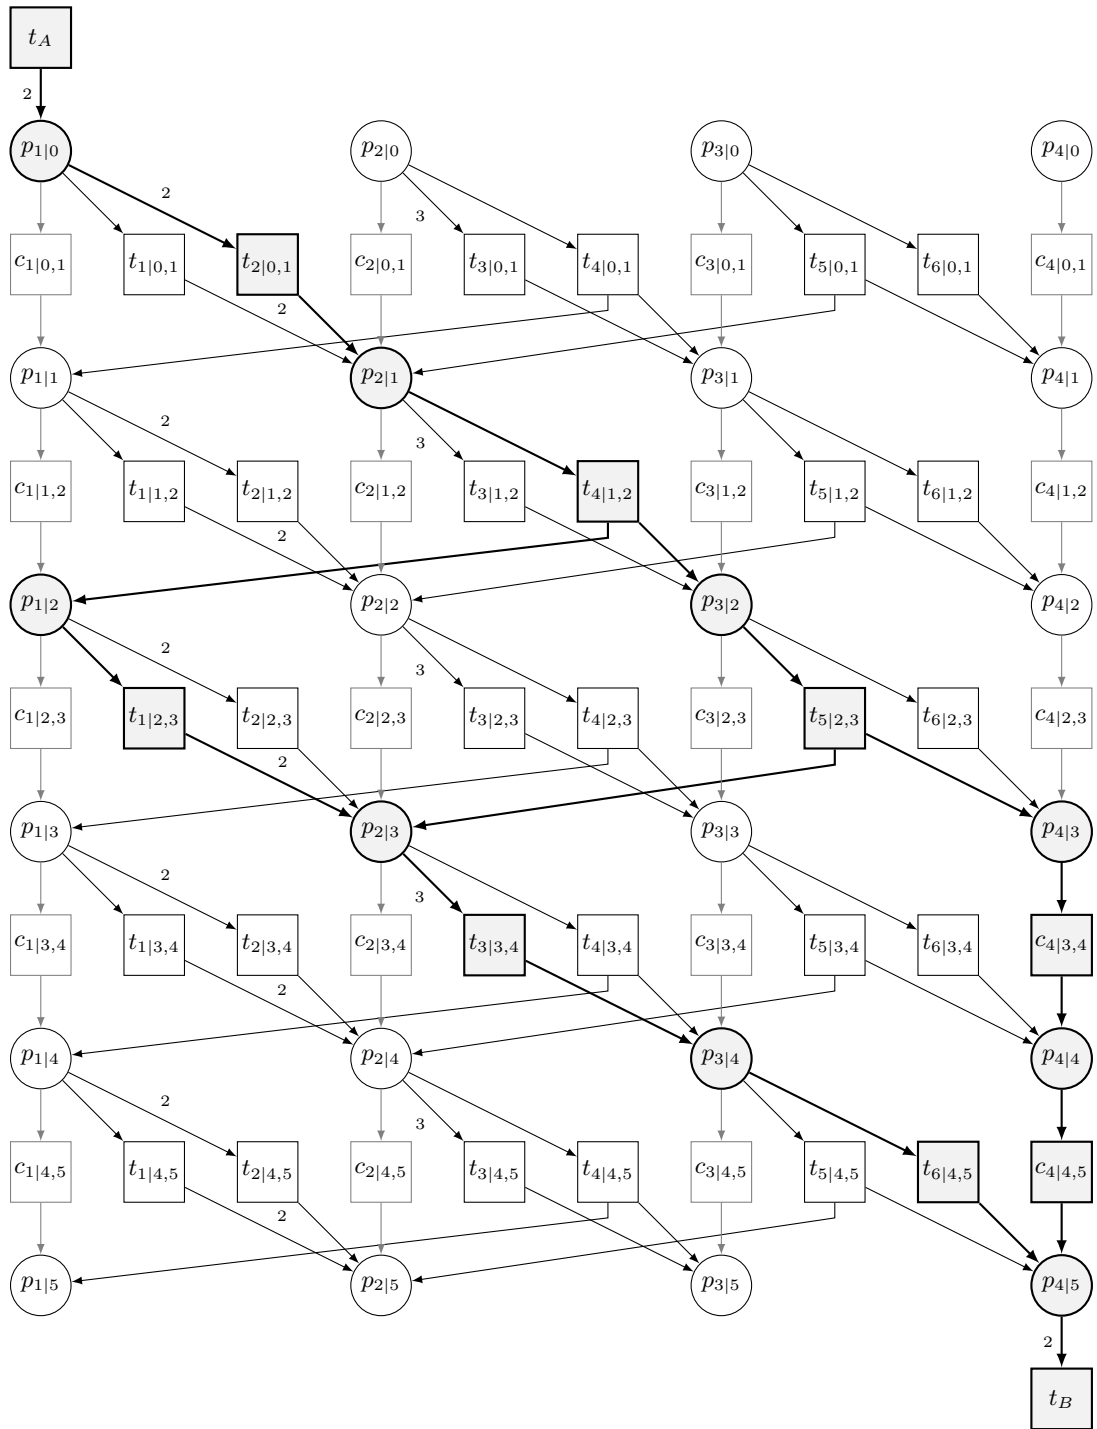 t_A
2
p_{1|0} p_{2|0} p_{3|0} p_{4|0}
2
3
c_{1|0,1} t_{1|0,1} t_{2|0,1} c_{2|0,1} t_{3|0,1} t_{4|0,1} c_{3|0,1} t_{5|0,1} t_{6|0,1} c_{4|0,1}
2
p_{1|1} p_{2|1} p_{3|1} p_{4|1}
2
3
c_{1|1,2} t_{1|1,2} t_{2|1,2} c_{2|1,2} t_{3|1,2} t_{4|1,2} c_{3|1,2} t_{5|1,2} t_{6|1,2} c_{4|1,2}
2
p_{1|2} p_{2|2} p_{3|2} p_{4|2}
2
3
c_{1|2,3} t_{1|2,3} t_{2|2,3} c_{2|2,3} t_{3|2,3} t_{4|2,3} c_{3|2,3} t_{5|2,3} t_{6|2,3} c_{4|2,3}
2
p_{1|3} p_{2|3} p_{3|3} p_{4|3}
2
3
c_{1|3,4} t_{1|3,4} t_{2|3,4} c_{2|3,4} t_{3|3,4} t_{4|3,4} c_{3|3,4} t_{5|3,4} t_{6|3,4} c_{4|3,4}
2
p_{1|4} p_{2|4} p_{3|4} p_{4|4}
2
3
c_{1|4,5} t_{1|4,5} t_{2|4,5} c_{2|4,5} t_{3|4,5} t_{4|4,5} c_{3|4,5} t_{5|4,5} t_{6|4,5} c_{4|4,5}
2
p_{1|5} p_{2|5} p_{3|5} p_{4|5}
2
t_B